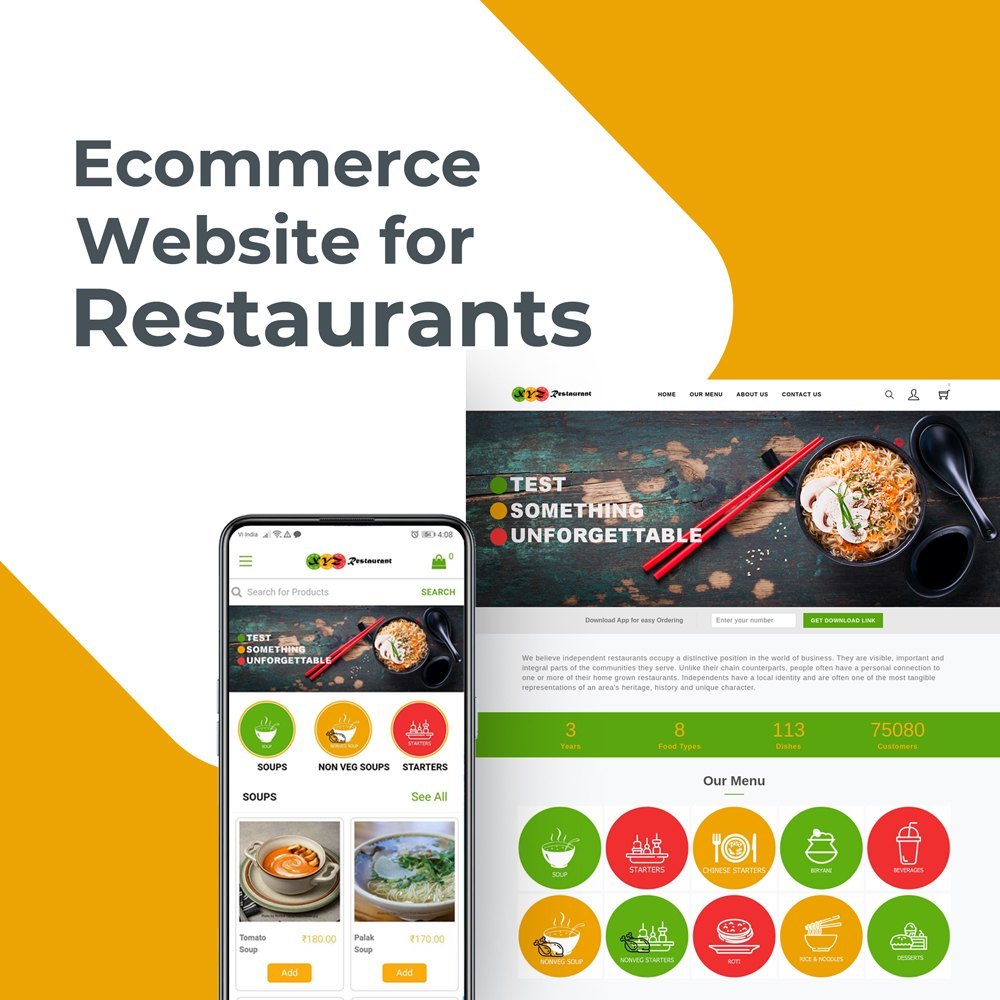 Ecommerce
Website for
Restaurants
XYZ Restaurant
HOME OUR MENU ABOUT US CONTACT US
TEST
SOMETHING
UNFORGETTABLE
Download App for easy Ordering Enter your number GET DOWNLOAD LINK
We believe independent restaurants occupy a distinctive position in the world of business. They are visible, important and
integral parts of the communities they serve. Unlike their chain counterparts, people often have a personal connection to
one or more of their home grown restaurants. Independents have a local identity and are often one of the most tangible
representations of an area's heritage, history and unique character.
3 8 113 75080
Years Food Types Dishes Customers
Our Menu
SOUP STARTERS CHINESE STARTERS BIRYANI BEVERAGES
NONVEG SOUP NONVEG STARTERS ROTI RICE & NOODLES DESSERTS
Vi India 54 4:08
XYZ Restaurant 0
Search for Products SEARCH
TEST
SOMETHING
UNFORGETTABLE
SOUP NONVEG SOUP STARTERS
SOUPS NON VEG SOUPS STARTERS
SOUPS See All
Tomato Soup ₹180.00
Palak Soup ₹170.00
Add Add